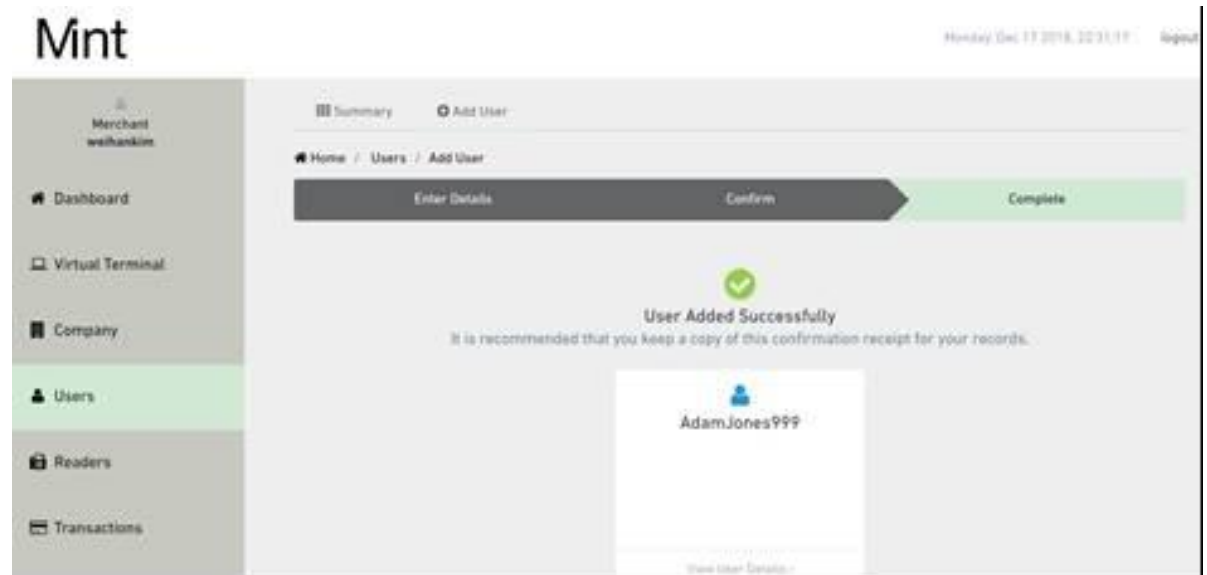 Mint
Monday, Dec 17 2018, 22:31:17 logout
Merchant
weihankim
Summary Add User
Home / Users / Add User
Enter Details Confirm Complete
Dashboard
Virtual Terminal
Company
Users
Readers
Transactions
User Added Successfully
It is recommended that you keep a copy of this confirmation receipt for your records.
AdamJones999
View User Details